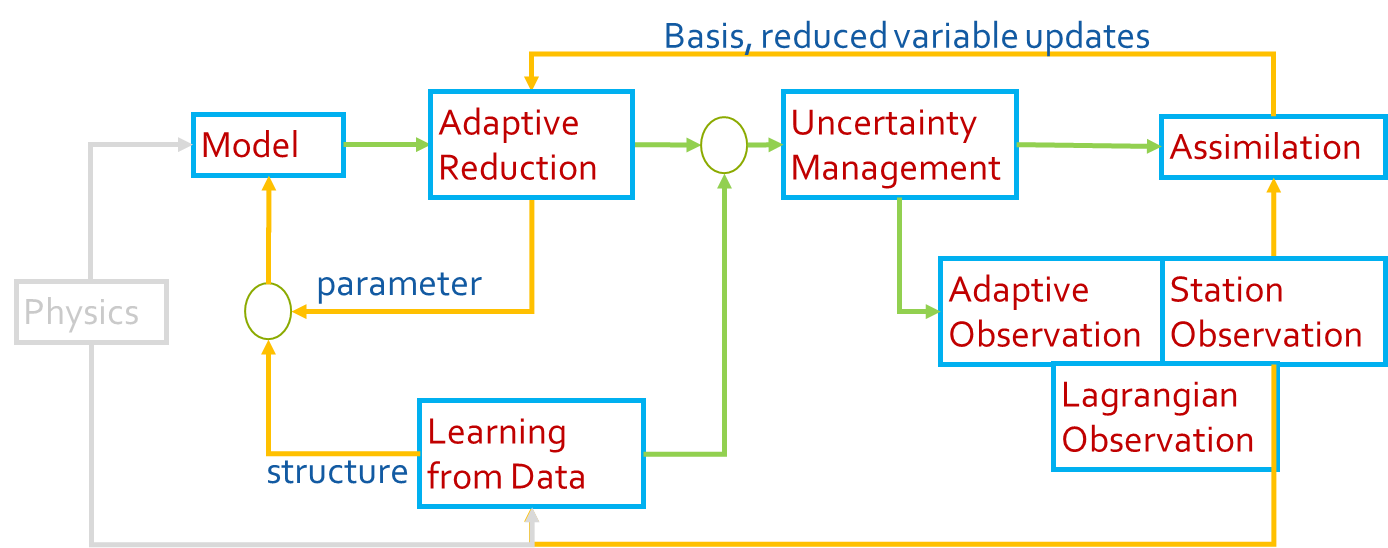 Basis, reduced variable updates
Model
Adaptive
Reduction
Uncertainty
Management
Assimilation
Physics
parameter
Adaptive
Observation
Station
Observation
Lagrangian
Observation
Learning
from Data
structure